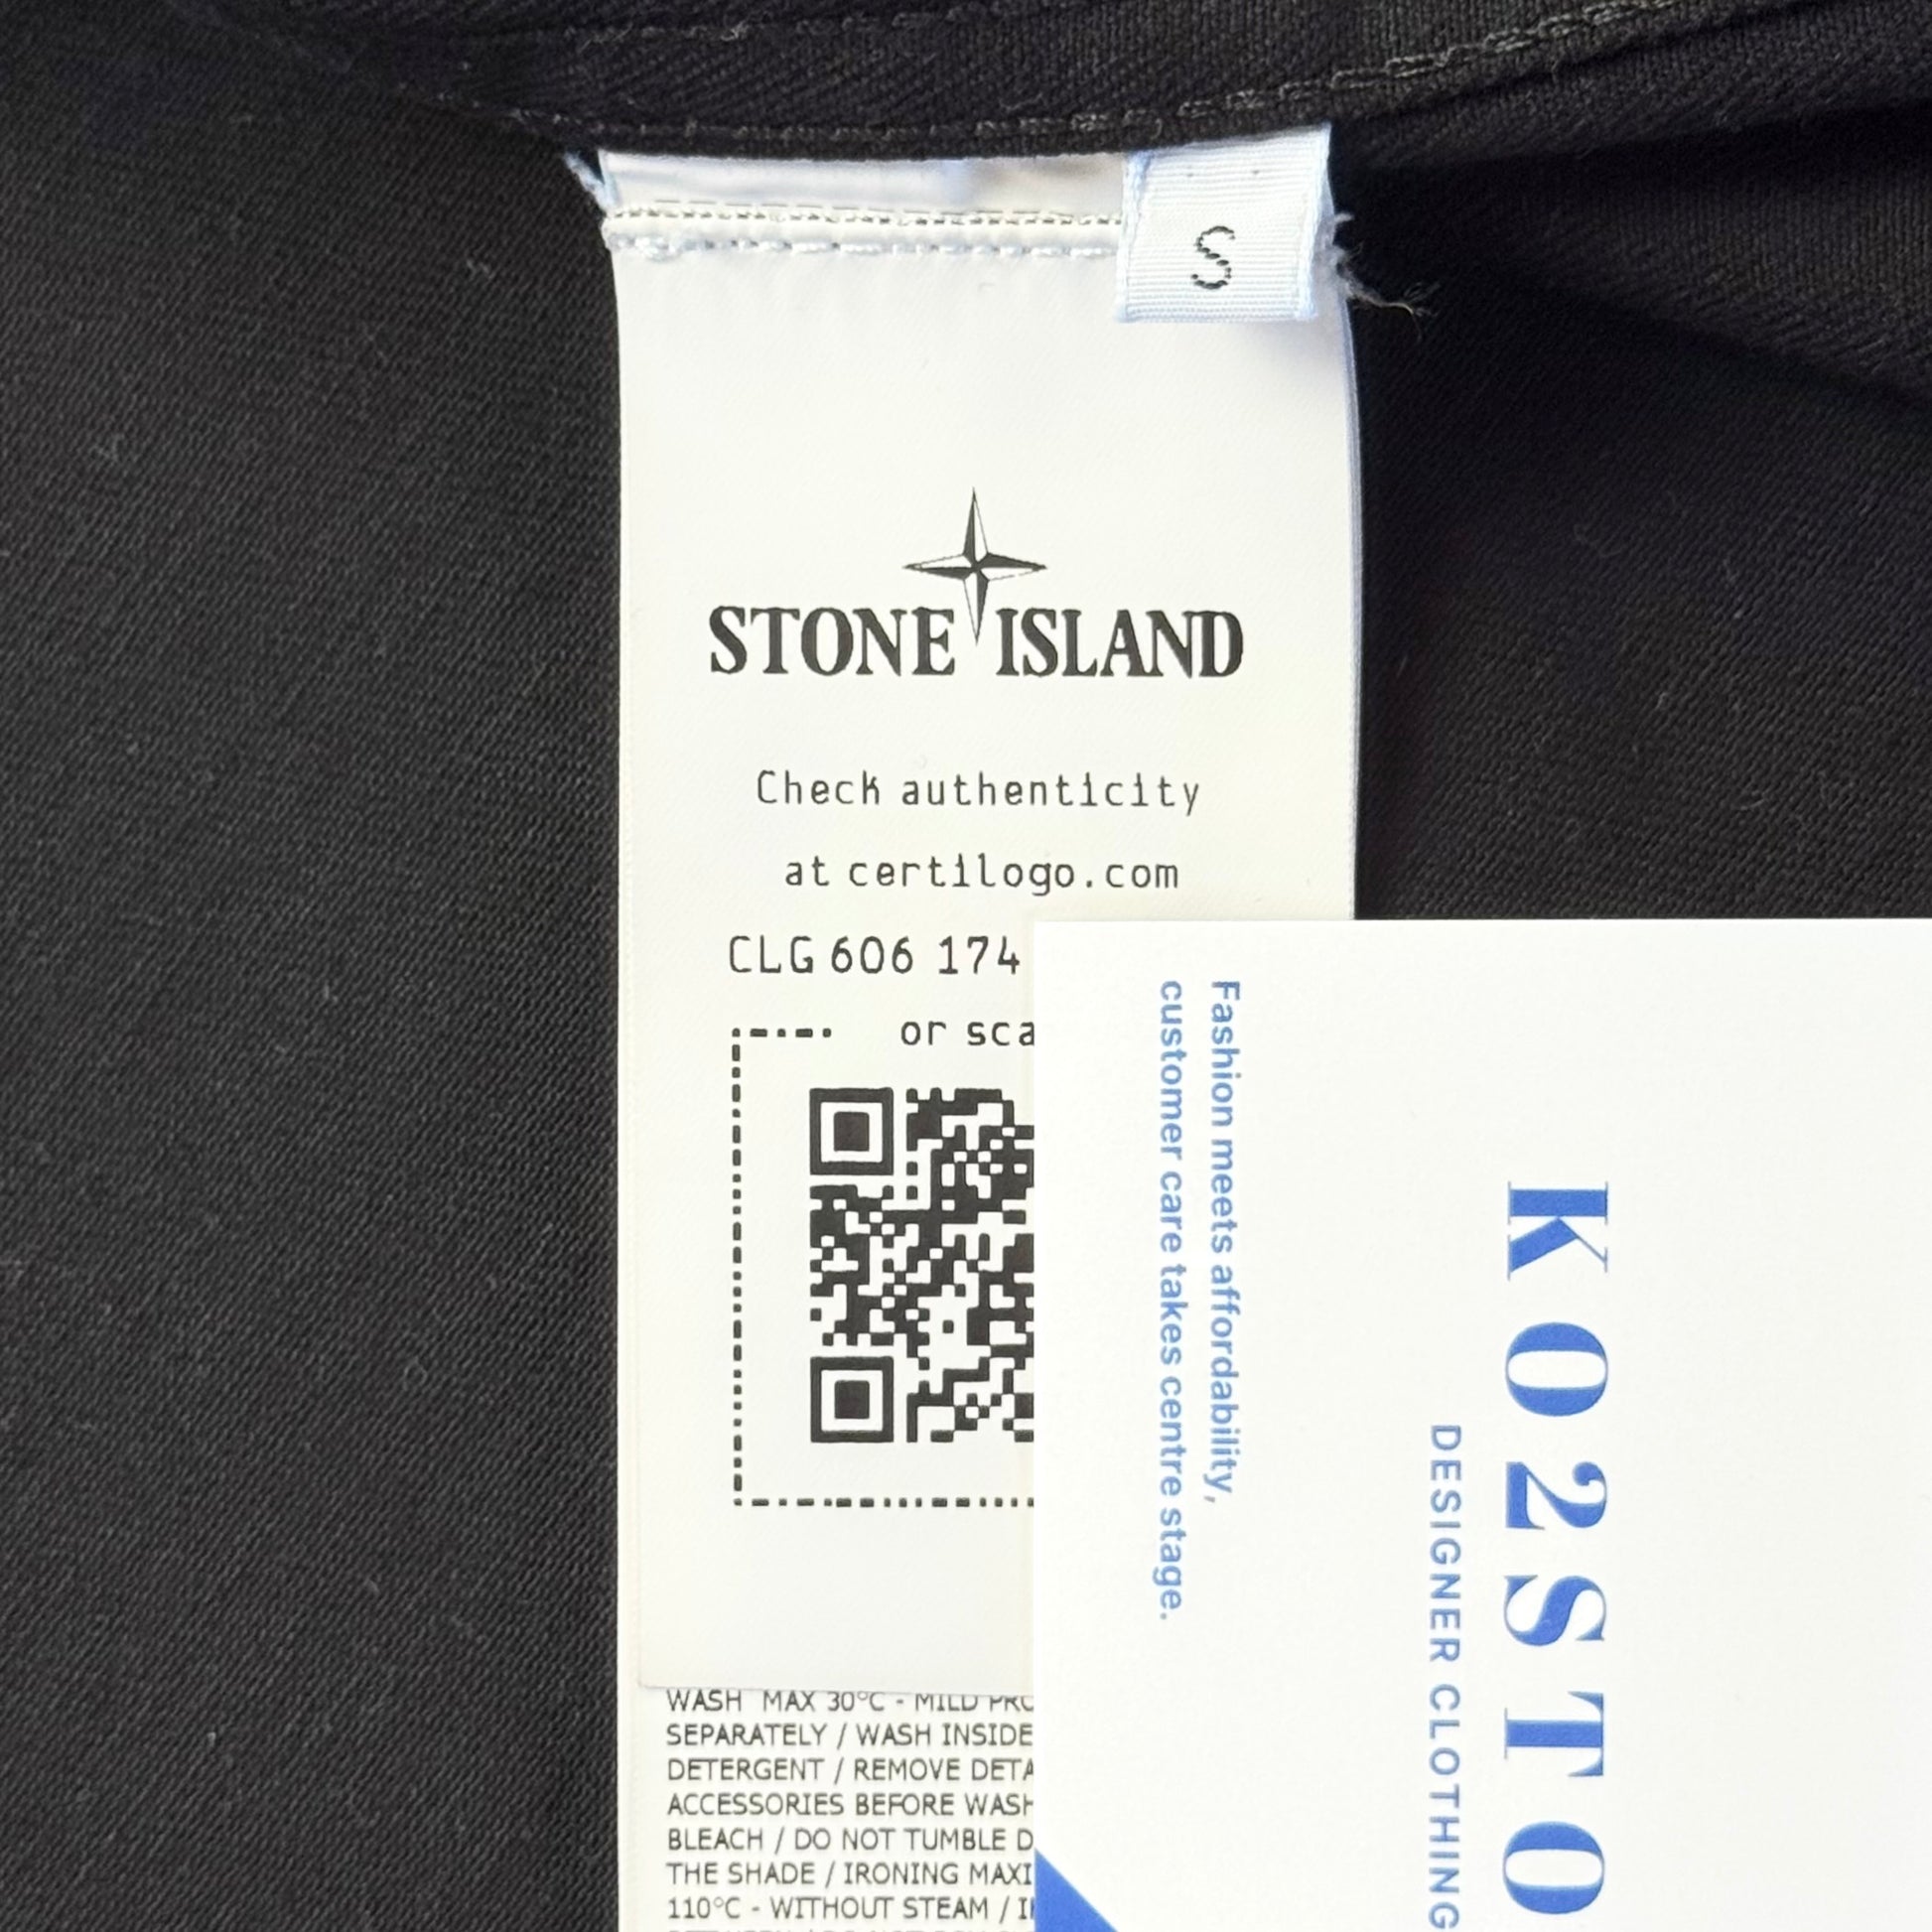 S
STONE ISLAND
Check authenticity
at certilogo.com
CLG 606 174
or sca
WASH MAX 30°C - MILD PRO
SEPARATELY / WASH INSIDE
DETERGENT / REMOVE DETA
ACCESSORIES BEFORE WASH
BLEACH / DO NOT TUMBLE D
THE SHADE / IRONING MAXI
110°C - WITHOUT STEAM /
Fashion meets affordability,
customer care takes centre stage.
KO2STO
DESIGNER CLOTHING